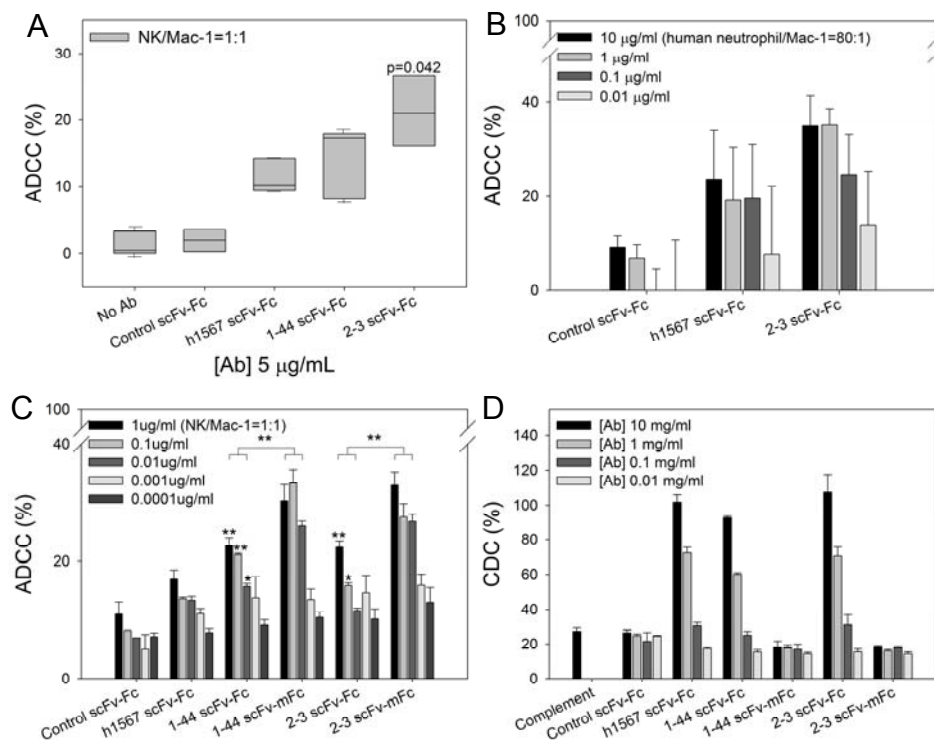 A
NK/Mac-1=1:1
p=0.042
30
20
10
0
ADCC (%)
No Ab
Control scFv-Fc
h1567 scFv-Fc
1-44 scFv-Fc
2-3 scFv-Fc
[Ab] 5 μg/mL
B
100
10 μg/ml (human neutrophil/Mac-1=80:1)
1 μg/ml
0.1 μg/ml
0.01 μg/ml
40
20
0
ADCC (%)
Control scFv-Fc
h1567 scFv-Fc
2-3 scFv-Fc
C
100
1ug/ml (NK/Mac-1=1:1)
0.1ug/ml
0.01ug/ml
0.001ug/ml
0.0001ug/ml
40
20
0
ADCC (%)
** **
** ** * ** *
Control scFv-Fc
h1567 scFv-Fc
1-44 scFv-Fc
1-44 scFv-mFc
2-3 scFv-Fc
2-3 scFv-mFc
D
[Ab] 10 mg/ml
[Ab] 1 mg/ml
[Ab] 0.1 mg/ml
[Ab] 0.01 mg/ml
140
120
100
80
60
40
20
0
CDC (%)
Complement
Control scFv-Fc
h1567 scFv-Fc
1-44 scFv-Fc
1-44 scFv-mFc
2-3 scFv-Fc
2-3 scFv-mFc